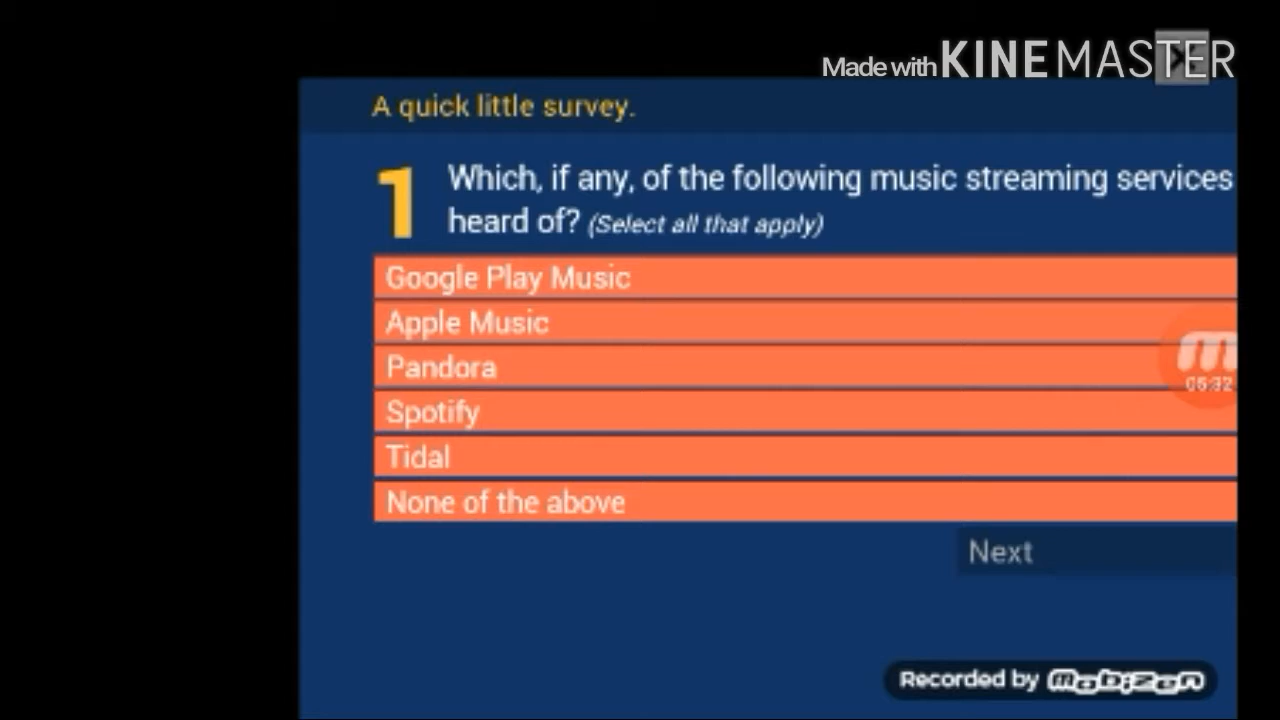 Made with KINEMASTER
A quick little survey.
1 Which, if any, of the following music streaming services
heard of? (Select all that apply)
Google Play Music
Apple Music
Pandora
Spotify
05:32
Tidal
None of the above
Next
Recorded by mobizen